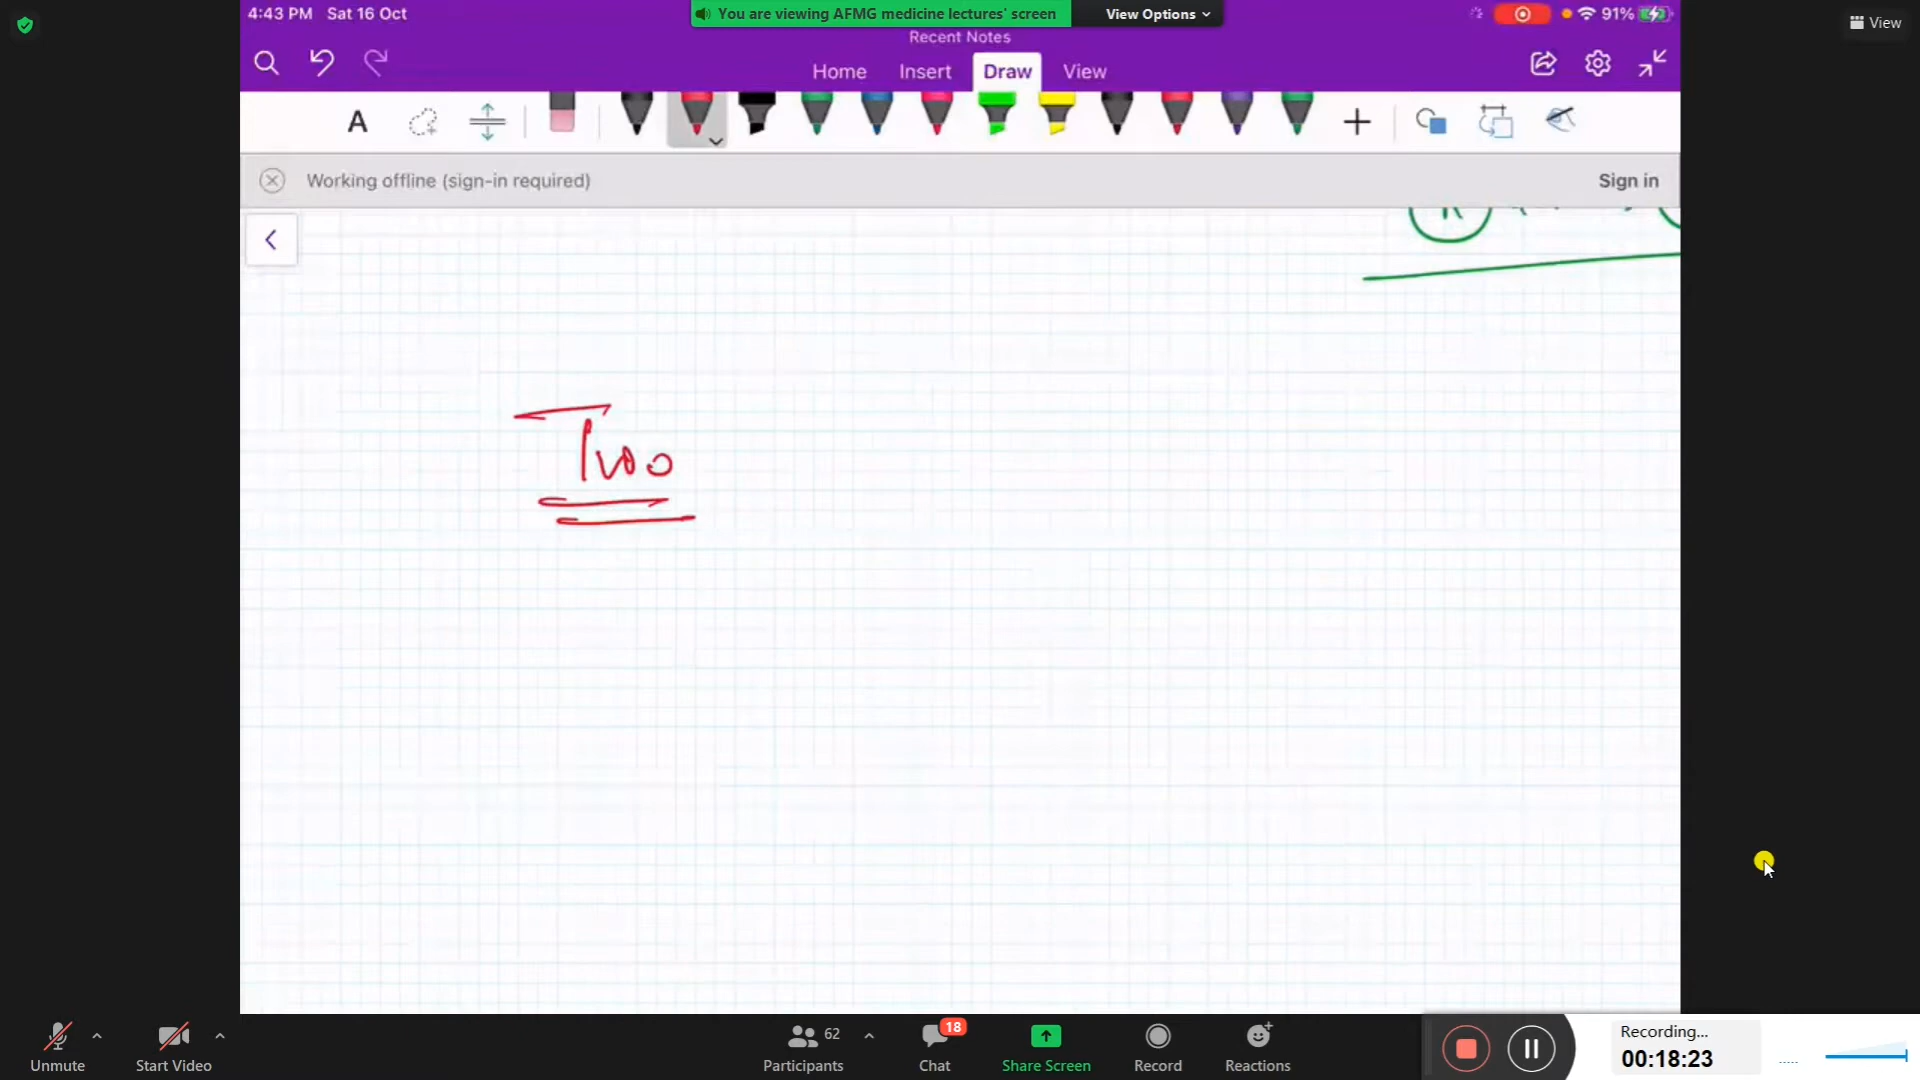 4:43 PM Sat 16 Oct
You are viewing AFMG medicine lectures' screen
View Options
91%
View
Recent Notes
Home Insert Draw View
A
Working offline (sign-in required)
Sign in
Two
Unmute
Start Video
Participants
62
Chat
18
Share Screen
Record
Reactions
Recording...
00:18:23